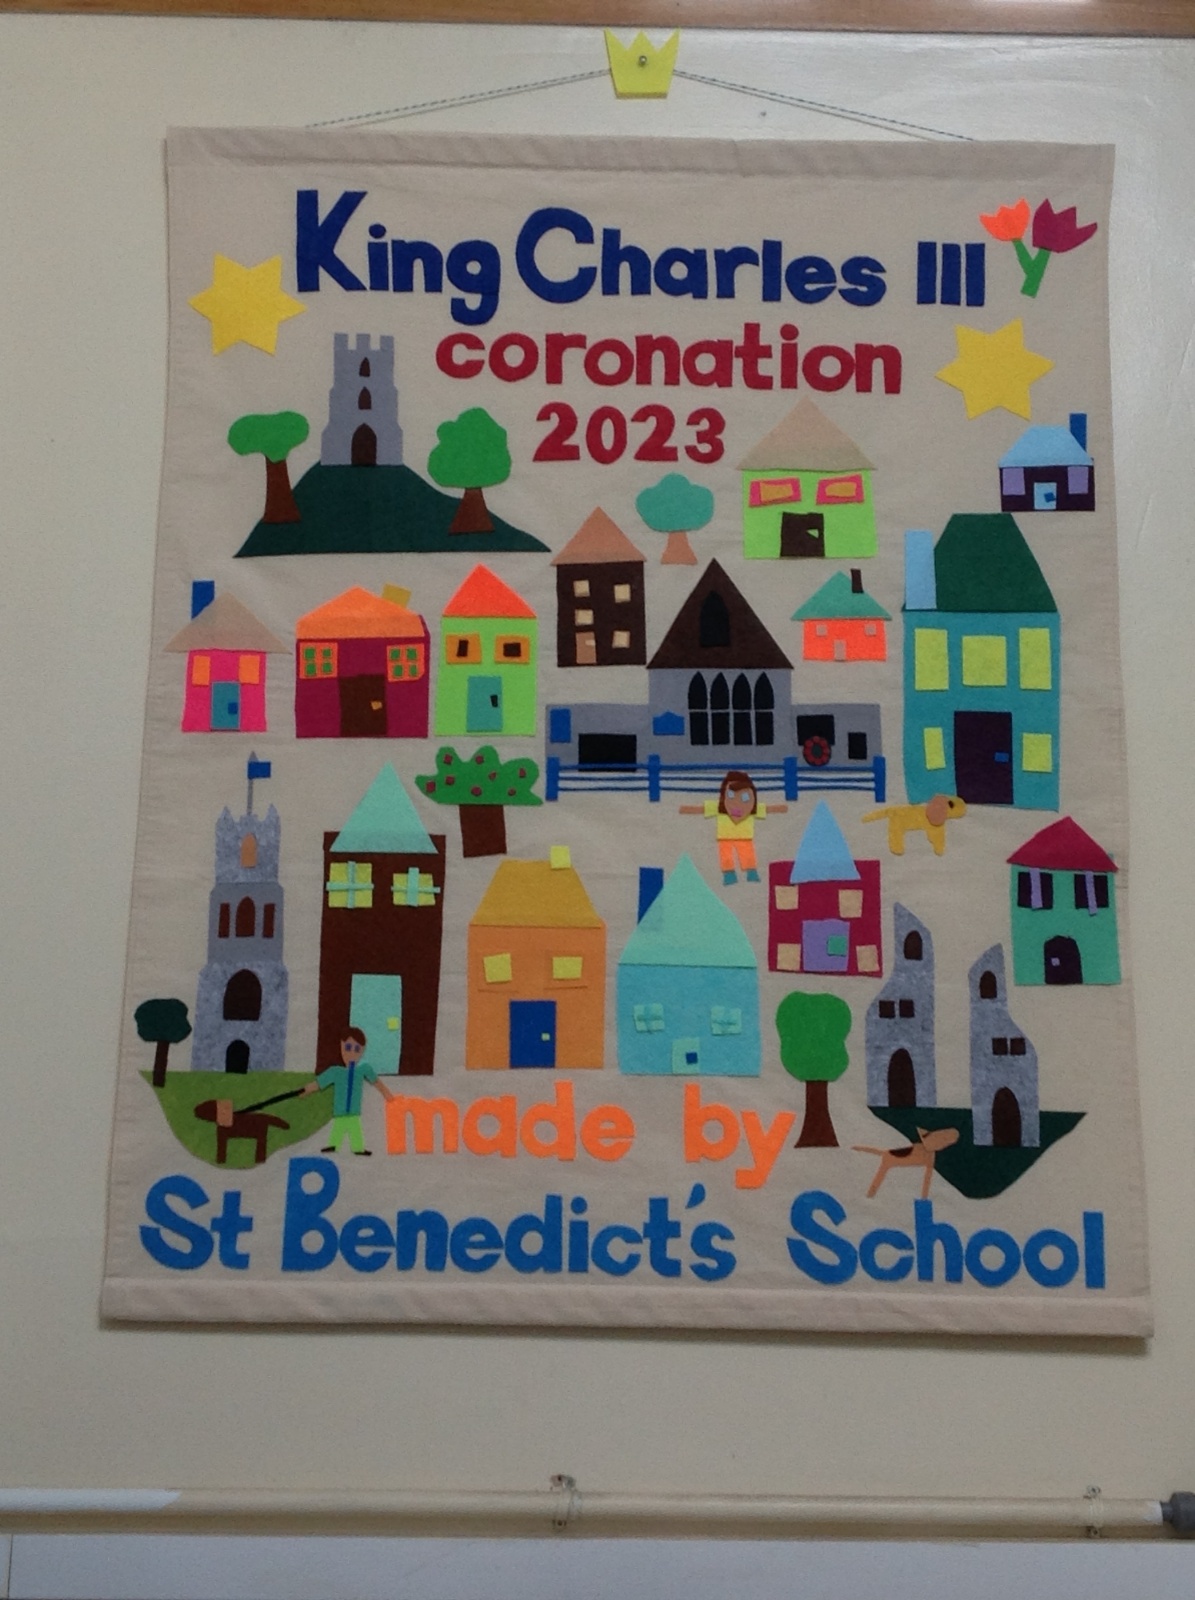 King Charles III
coronation
2023
made by
St Benedict's School